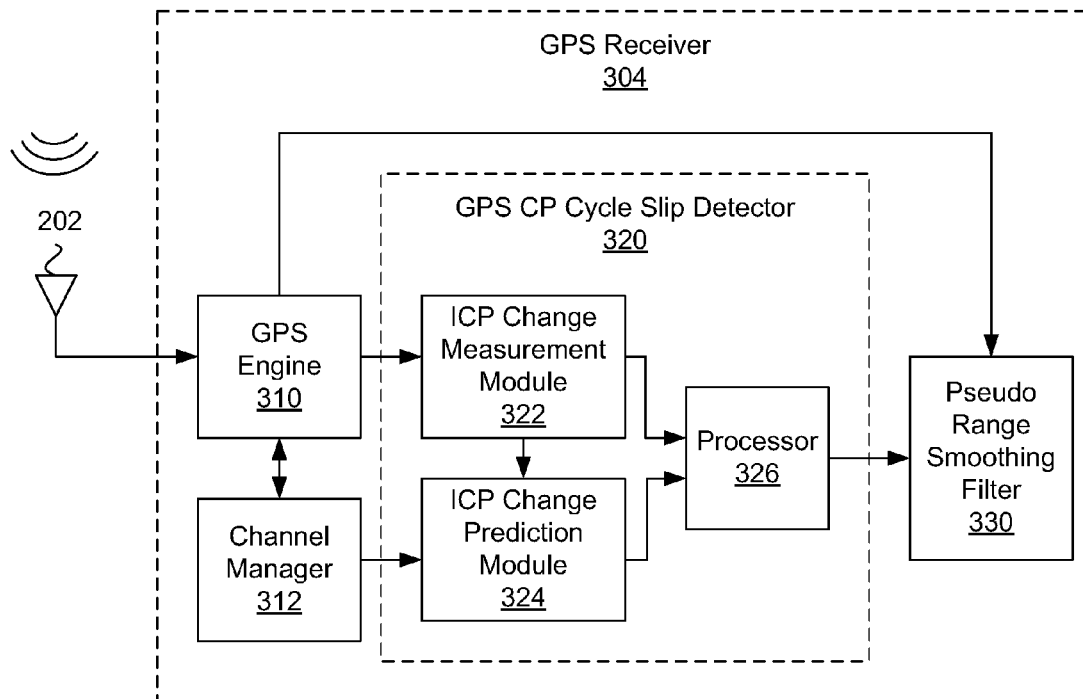 GPS Receiver
304
202
GPS CP Cycle Slip Detector
320
GPS
Engine
310
ICP Change
Measurement
Module
322
Processor
326
Pseudo
Range
Smoothing
Filter
330
Channel
Manager
312
ICP Change
Prediction
Module
324